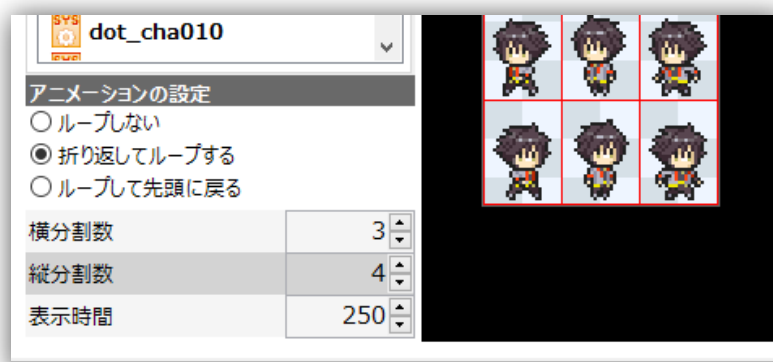 SYS
dot_cha010
SYS
アニメーションの設定
ループしない
折り返してループする
ループして先頭に戻る
横分割数 3
縦分割数 4
表示時間 250